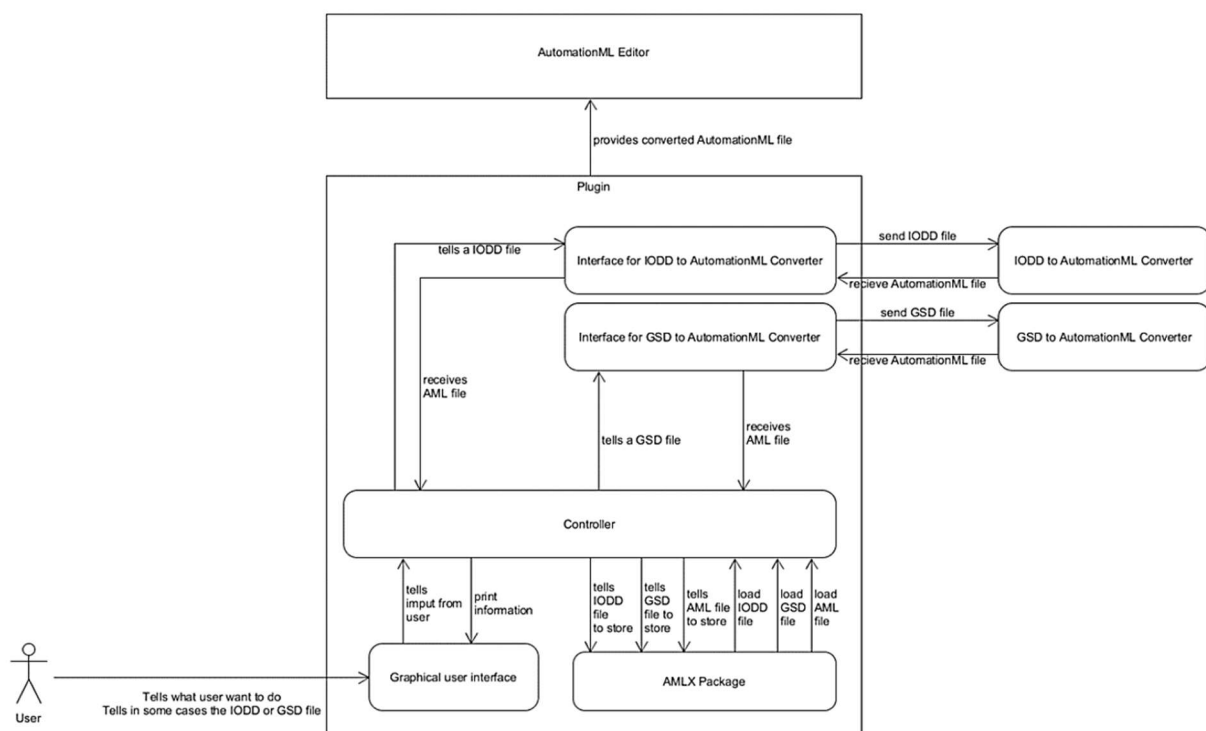 AutomationML Editor
provides converted AutomationML file
Plugin
tells a IODD file
Interface for IODD to AutomationML Converter
send IODD file
recieve AutomationML file
IODD to AutomationML Converter
Interface for GSD to AutomationML Converter
send GSD file
recieve AutomationML file
GSD to AutomationML Converter
receives
AML file
tells a GSD file
receives
AML file
Controller
tells
imput from
user
print
information
tells
IODD
file
to store
tells
GSD
file to
store
tells
AML file
to store
load
IODD
file
load
GSD
file
load
AML
file
Graphical user interface
AMLX Package
User
Tells what user want to do
Tells in some cases the IODD or GSD file